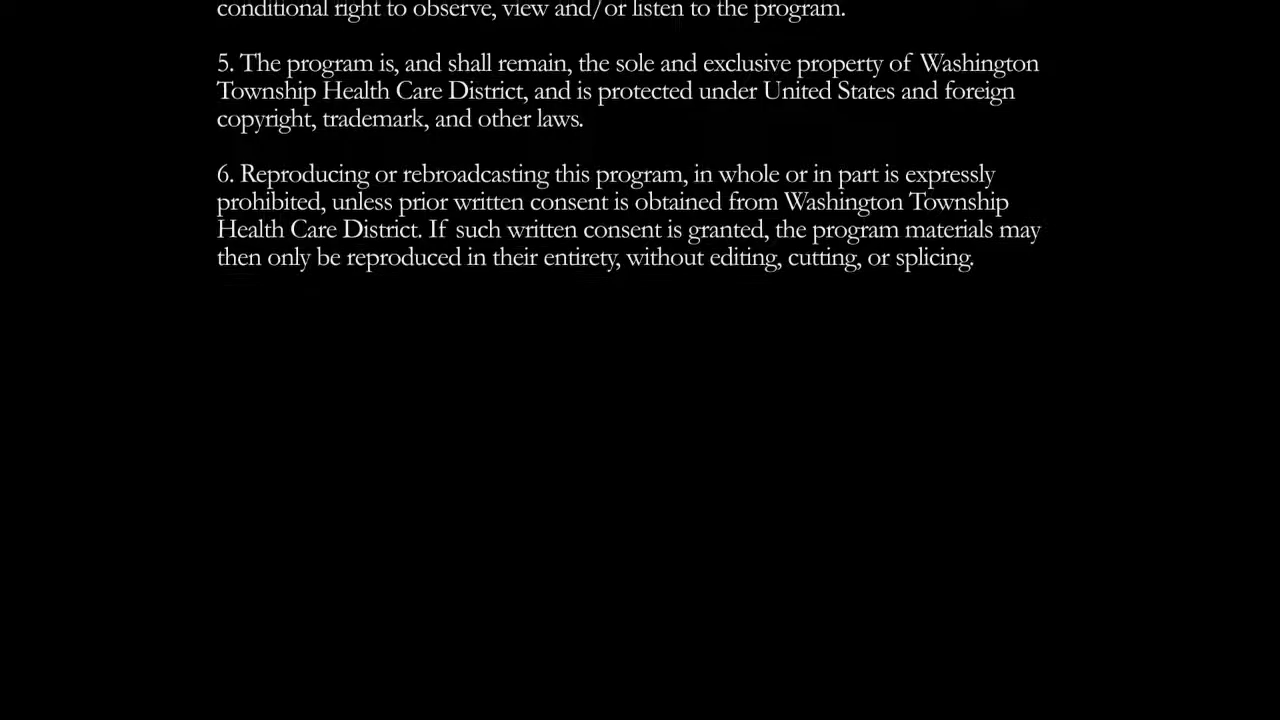 conditional right to observe, view and/or listen to the program.
5. The program is, and shall remain, the sole and exclusive property of Washington
Township Health Care District, and is protected under United States and foreign
copyright, trademark, and other laws.
6. Reproducing or rebroadcasting this program, in whole or in part is expressly
prohibited, unless prior written consent is obtained from Washington Township
Health Care District. If such written consent is granted, the program materials may
then only be reproduced in their entirety, without editing, cutting, or splicing.